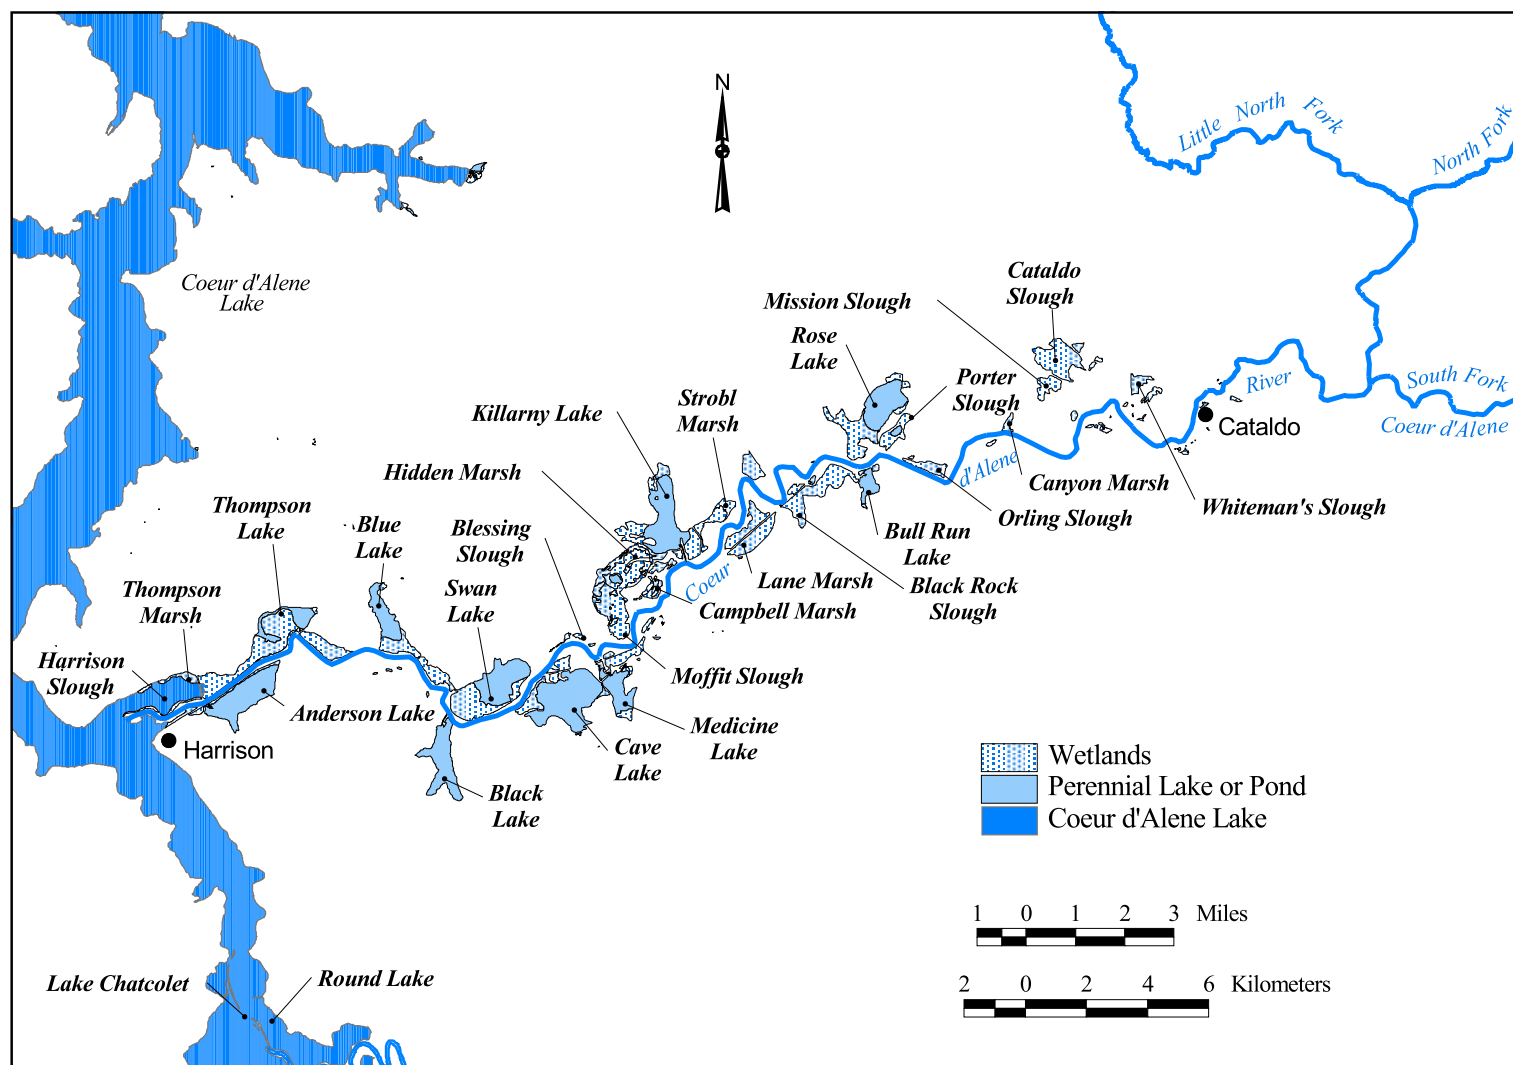 N
Little North Fork
North Fork
Coeur d'Alene
Lake
Cataldo
Slough
Mission Slough
Rose
Lake
Porter
Slough
River
South Fork
Coeur d'Alene
Cataldo
Strobl
Marsh
Killarny Lake
Hidden Marsh
d'Alene
Canyon Marsh
Whiteman's Slough
Orling Slough
Bull Run
Lake
Thompson
Lake
Blue
Lake
Blessing
Slough
Swan
Lake
Coeur
Lane Marsh
Black Rock
Slough
Campbell Marsh
Thompson
Marsh
Harrison
Slough
Moffit Slough
Anderson Lake
Medicine
Lake
Cave
Lake
Harrison
Black
Lake
Wetlands
Perennial Lake or Pond
Coeur d'Alene Lake
1 0 1 2 3 Miles
2 0 2 4 6 Kilometers
Lake Chatcolet
Round Lake